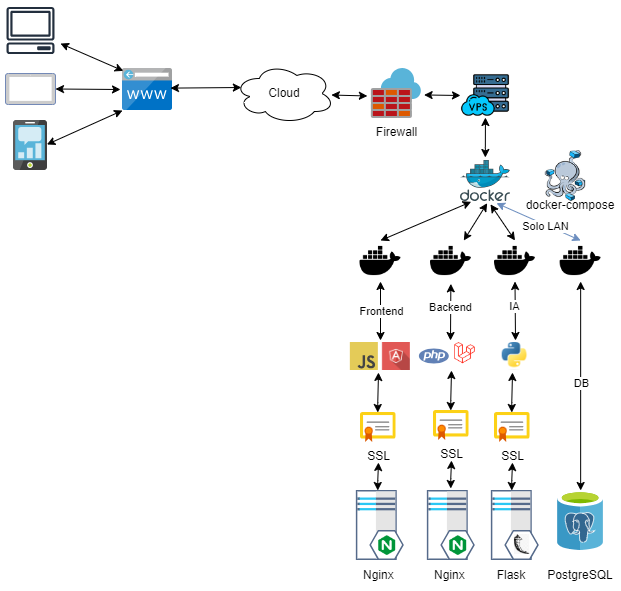 WWW
Cloud
Firewall
VPS
docker
docker-compose
Solo LAN
Frontend
Backend
IA
JS
php
DB
SSL
SSL
SSL
Nginx
Nginx
Flask
PostgreSQL